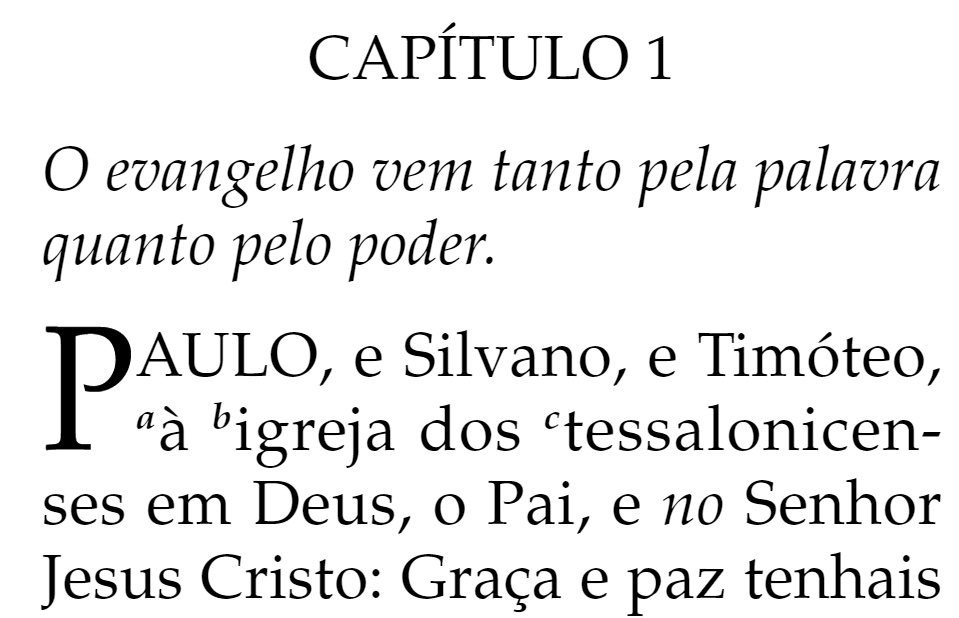 CAPÍTULO 1
O evangelho vem tanto pela palavra
quanto pelo poder.
PAULO, e Silvano, e Timóteo,
ᵃà ᵇigreja dos ᶜtessalonicen-
ses em Deus, o Pai, e no Senhor
Jesus Cristo: Graça e paz tenhais